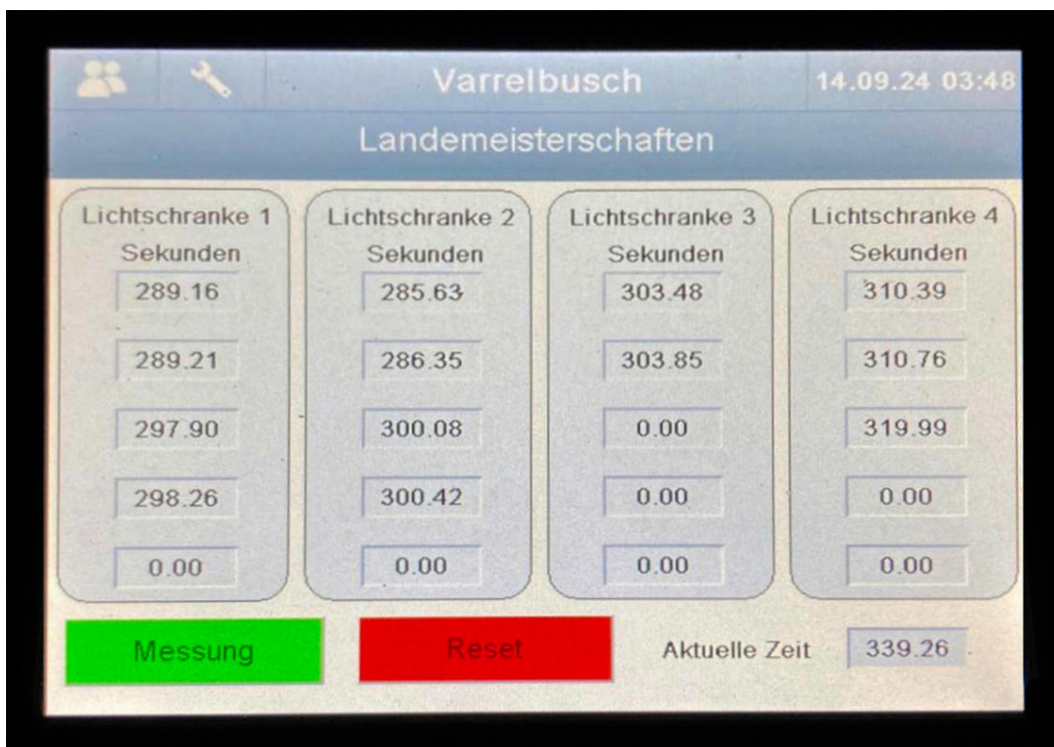 Varrelbusch 14.09.24 03:48
Landemeisterschaften
Lichtschranke 1 Lichtschranke 2 Lichtschranke 3 Lichtschranke 4
Sekunden Sekunden Sekunden Sekunden
289.16 285.63 303.48 310.39
289.21 286.35 303.85 310.76
297.90 300.08 0.00 319.99
298.26 300.42 0.00 0.00
0.00 0.00 0.00 0.00
Messung Reset Aktuelle Zeit 339.26